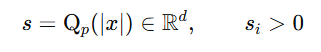 s = Q_p(|x|) ∈ ℝ^d, s_i > 0